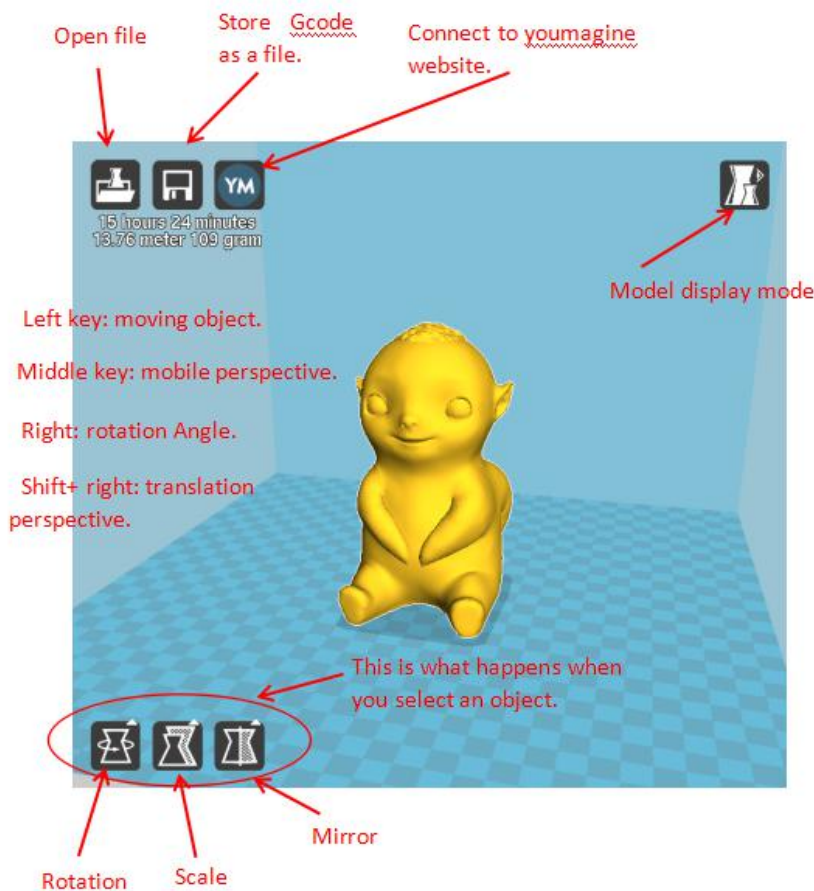 Open file
Store Gcode
as a file.
Connect to youmagine
website.
YM
15 hours 24 minutes
13.76 meter 109 gram
Model display mode
Left key: moving object.
Middle key: mobile perspective.
Right: rotation Angle.
Shift+ right: translation
perspective.
This is what happens when
you select an object.
Mirror
Rotation
Scale